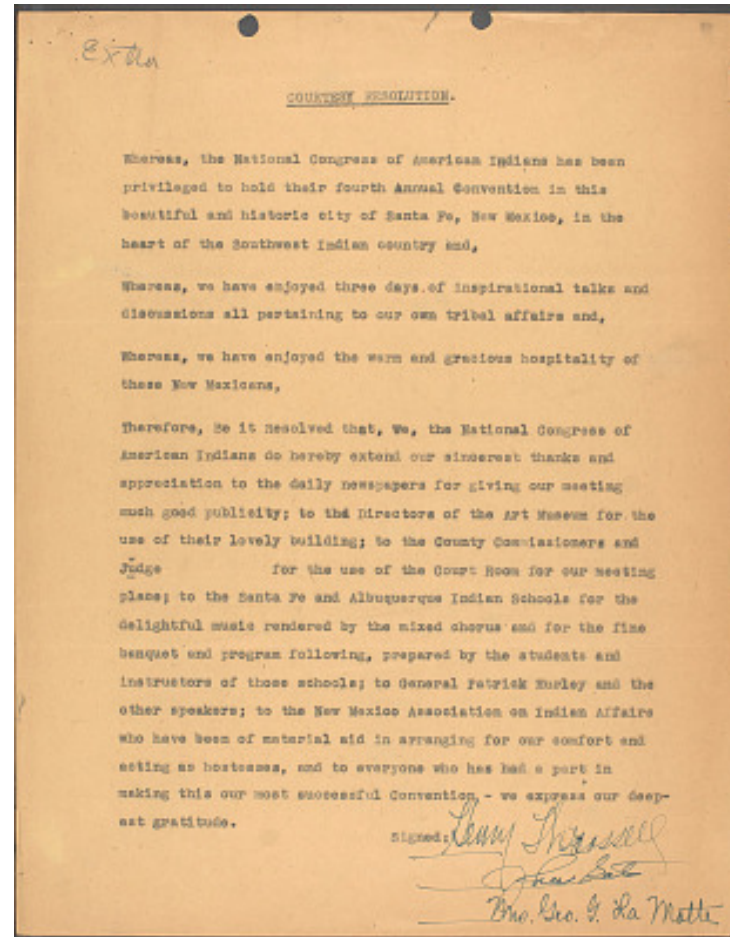 COURTESY RESOLUTION.
Whereas, the National Congress of American Indians has been
privileged to hold their fourth Annual Convention in this
beautiful and historic city of Santa Fe, New Mexico, in the
heart of the Southwest Indian country and,
Whereas, we have enjoyed three days of inspirational talks and
discussions all pertaining to our own tribal affairs and,
Whereas, we have enjoyed the warm and gracious hospitality of
these New Mexicans,
Therefore, Be it Resolved that, We, the National Congress of
American Indians do hereby extend our sincerest thanks and
appreciation to the daily newspapers for giving our meeting
much good publicity; to the Directors of the Art Museum for the
use of their lovely building; to the County Commissioners and
Judge for the use of the Court Room for our meeting
place; to the Santa Fe and Albuquerque Indian Schools for the
delightful music rendered by the mixed chorus and for the fine
banquet and program following, prepared by the students and
instructors of those schools; to General Patrick Hurley and the
other speakers; to the New Mexico Association on Indian Affairs
who have been of material aid in arranging for our comfort and
acting as hostesses, and to everyone who has had a part in
making this our most successful Convention - we express our deep-
est gratitude.
Signed: Henry Throssell
Mrs. Geo. G. La Motte